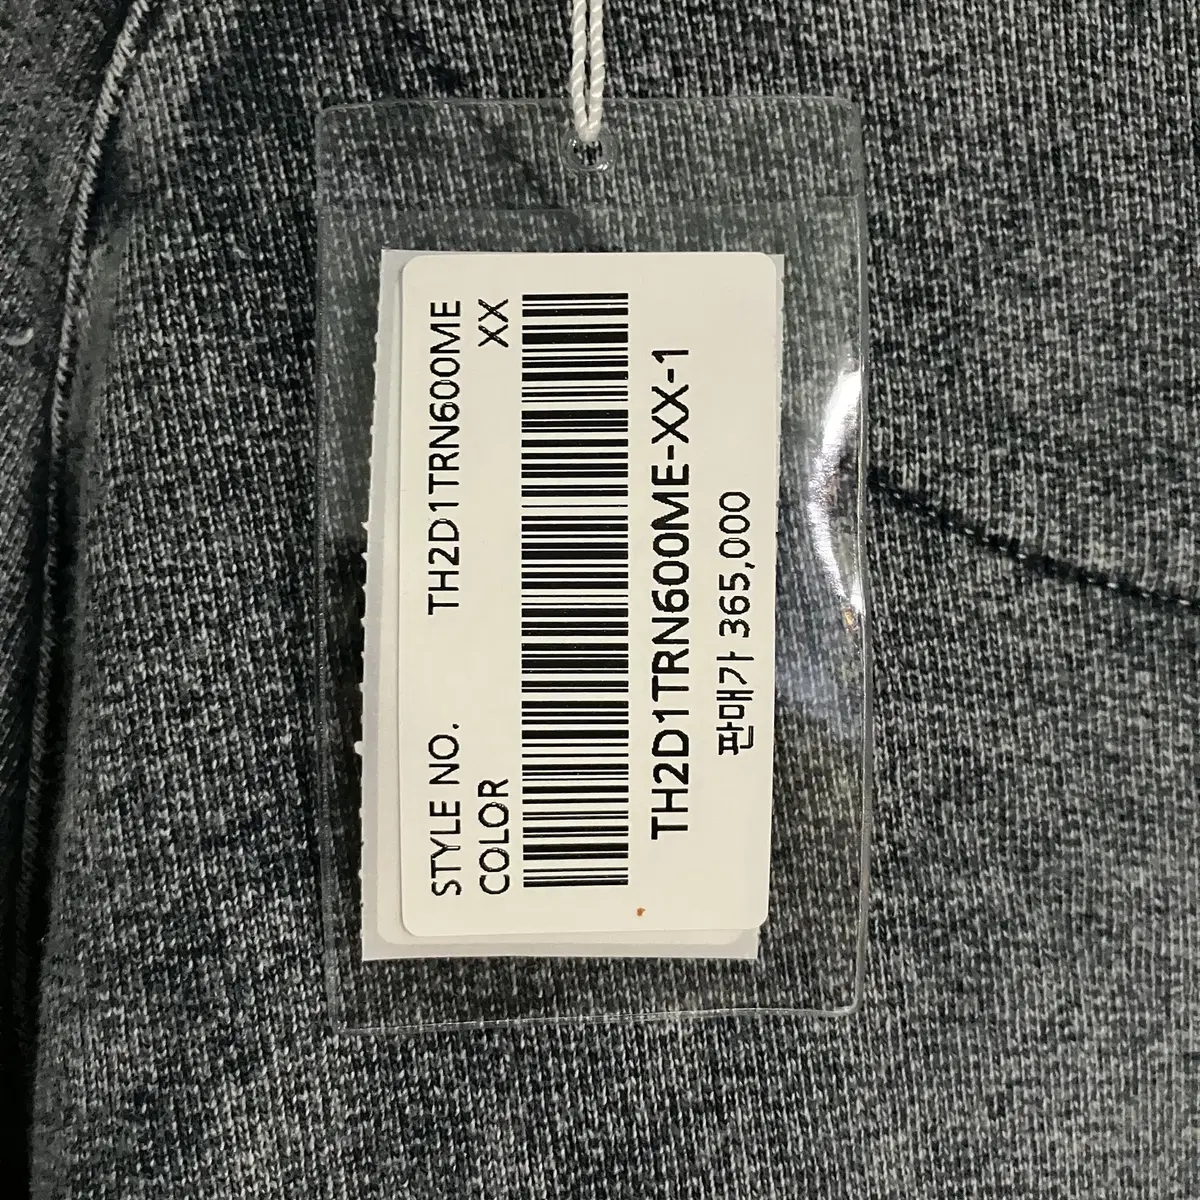 STYLE NO. TH2D1TRN600ME
COLOR XX
TH2D1TRN600ME-XX-1
판매가 365,000